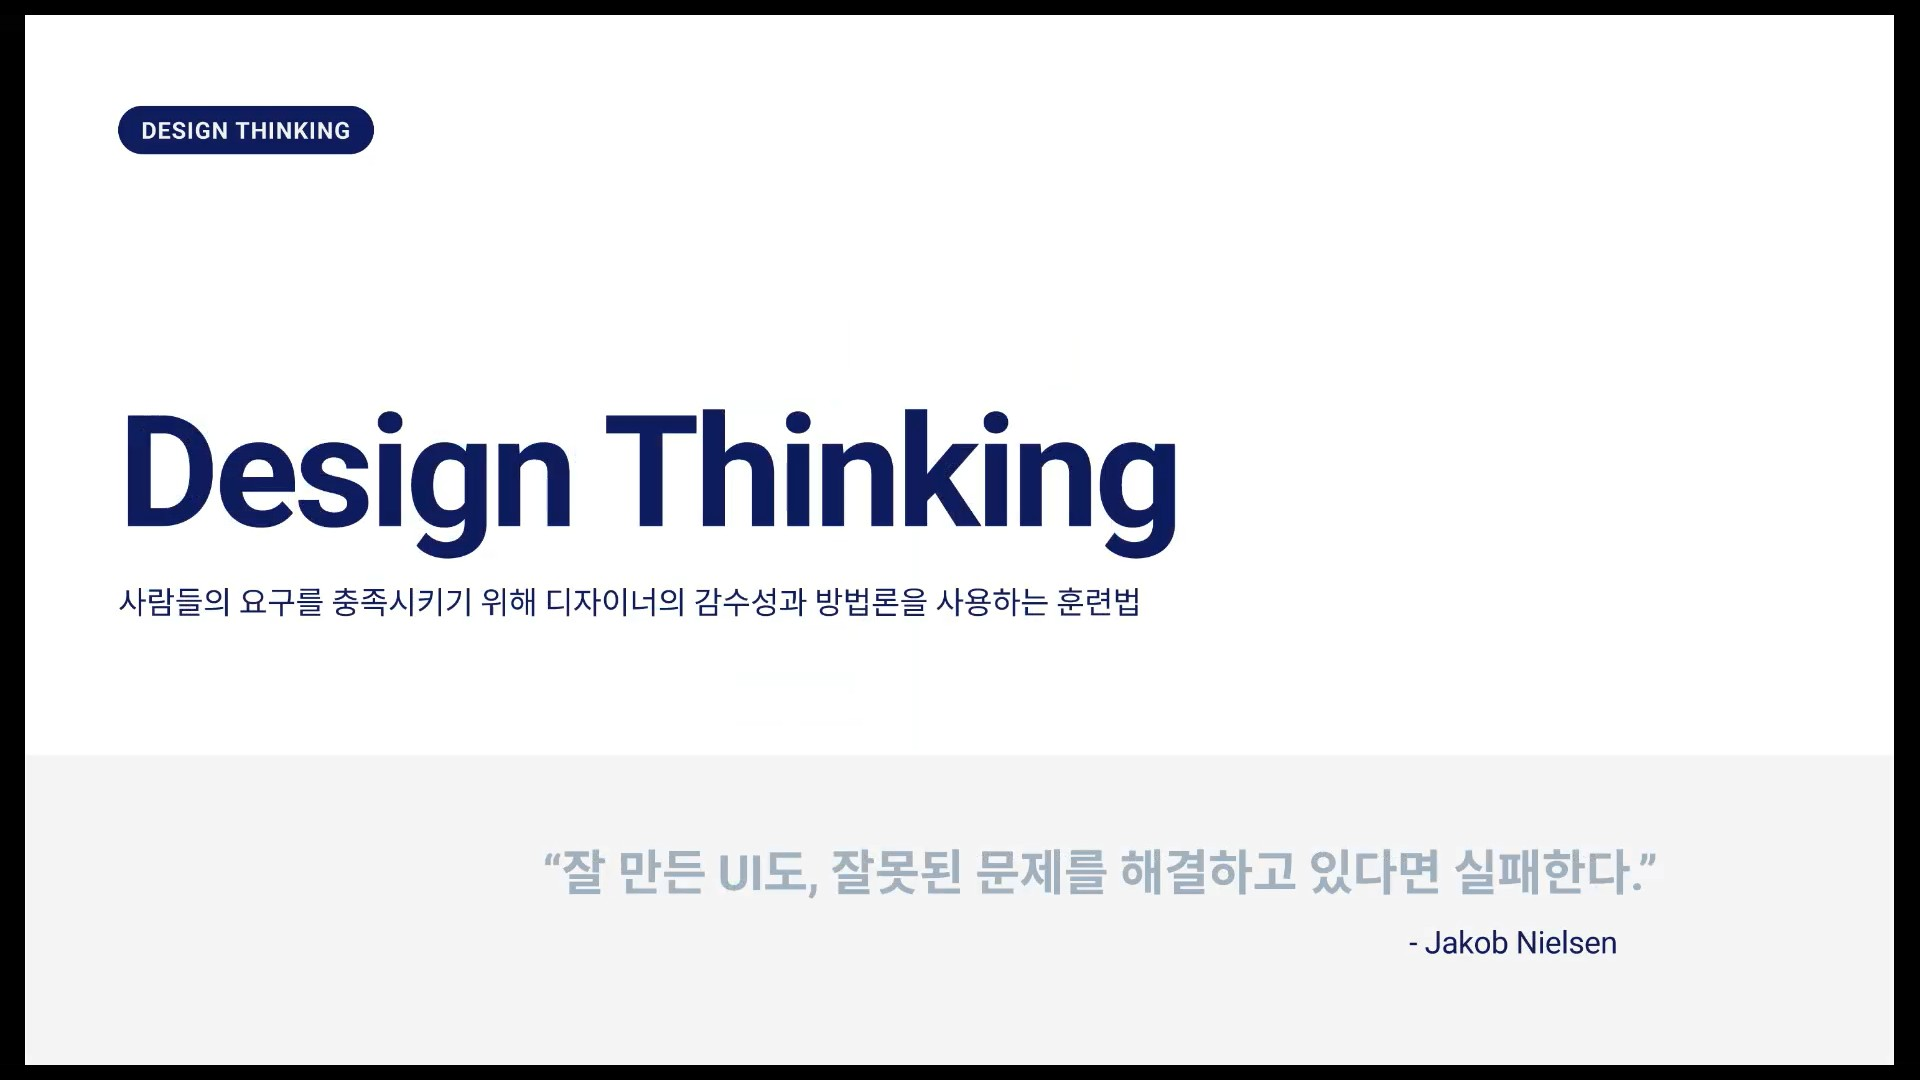 DESIGN THINKING
Design Thinking
사람들의 요구를 충족시키기 위해 디자이너의 감수성과 방법론을 사용하는 훈련법
“잘 만든 UI도, 잘못된 문제를 해결하고 있다면 실패한다.”
- Jakob Nielsen